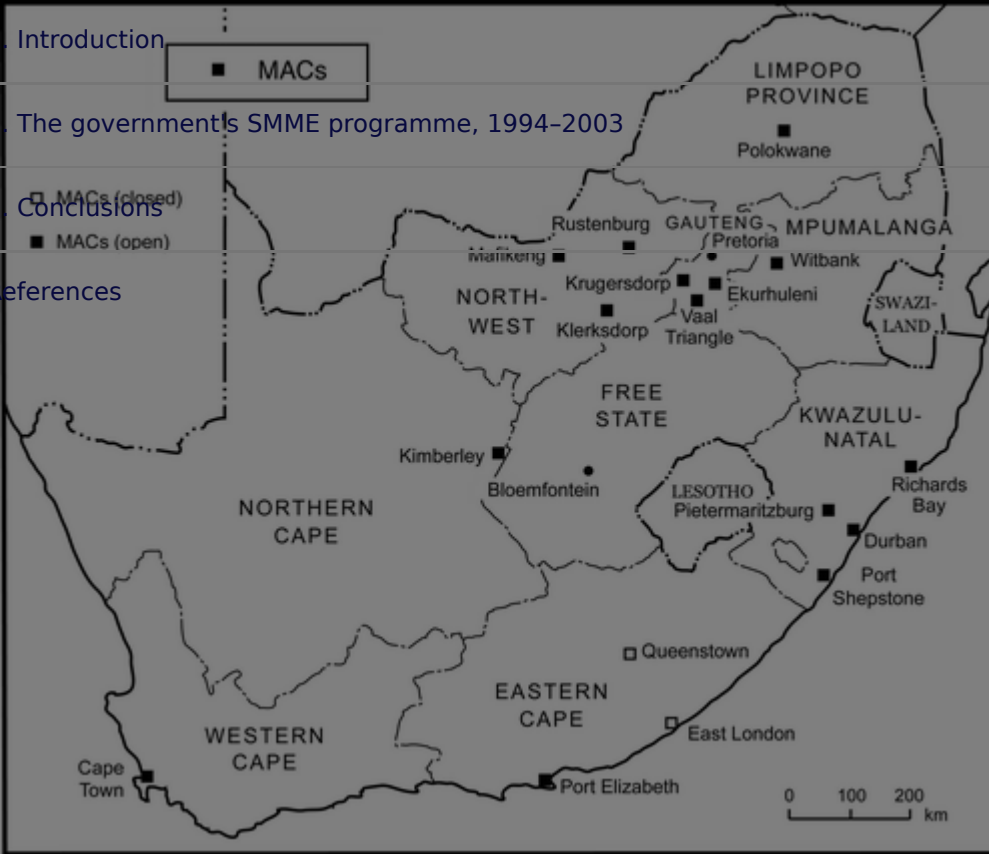 . Introduction
MACs
. The government's SMME programme, 1994–2003
MACs (closed)
. Conclusions
MACs (open)
eferences
LIMPOPO
PROVINCE
Polokwane
Rustenburg
GAUTENG
MPUMALANGA
Pretoria
Mafikeng
Witbank
Krugersdorp
Ekurhuleni
NORTH-
WEST
SWAZI-
LAND
Klerksdorp
Vaal
Triangle
FREE
STATE
KWAZULU-
NATAL
Kimberley
Bloemfontein
LESOTHO
Richards
Bay
Pietermaritzburg
NORTHERN
CAPE
Durban
Port
Shepstone
Queenstown
EASTERN
CAPE
East London
WESTERN
CAPE
Cape
Town
Port Elizabeth
0 100 200
km